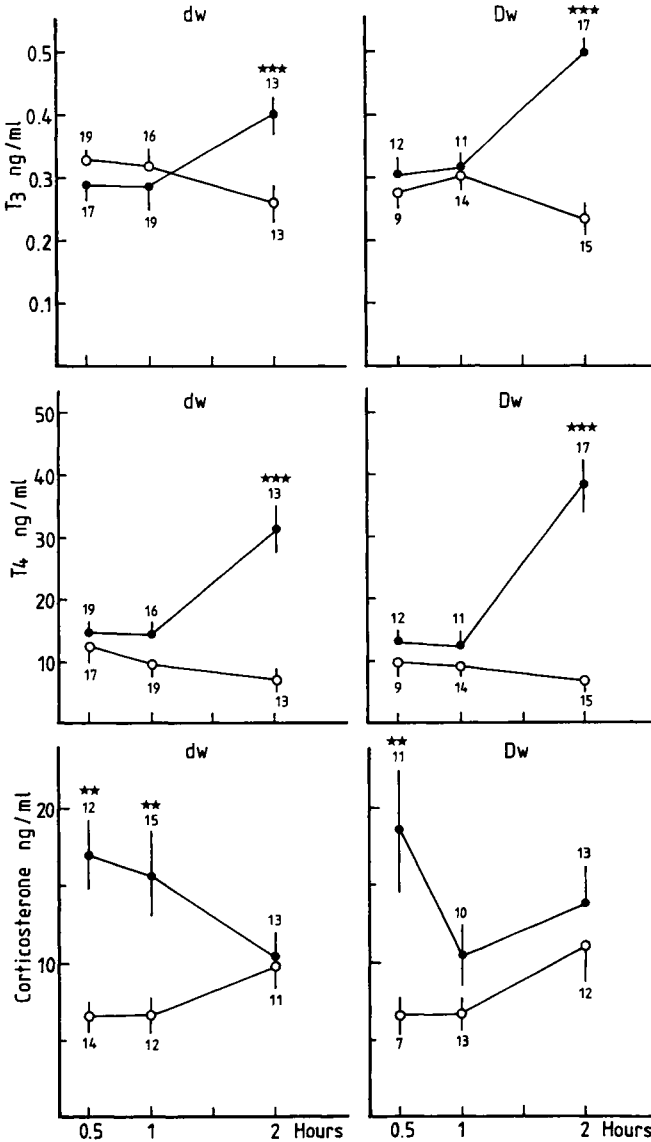 dw Dw
★★★
17
0.5
★★★
13
0.4
19 16
12 11
T3 ng/ml
0.3
17 19 13
9 14 15
0.2
0.1
dw Dw
50
★★★
17
★★★
13
40
T4 ng/ml
30
20
19 16 12 11
10
17 19 13 9 14 15
dw Dw
★★
11
★★
12
★★
15
20
13 13
10
Corticosterone ng/ml
10
14 12 11 7 13 12
0.5 1 2 Hours 0.5 1 2 Hours